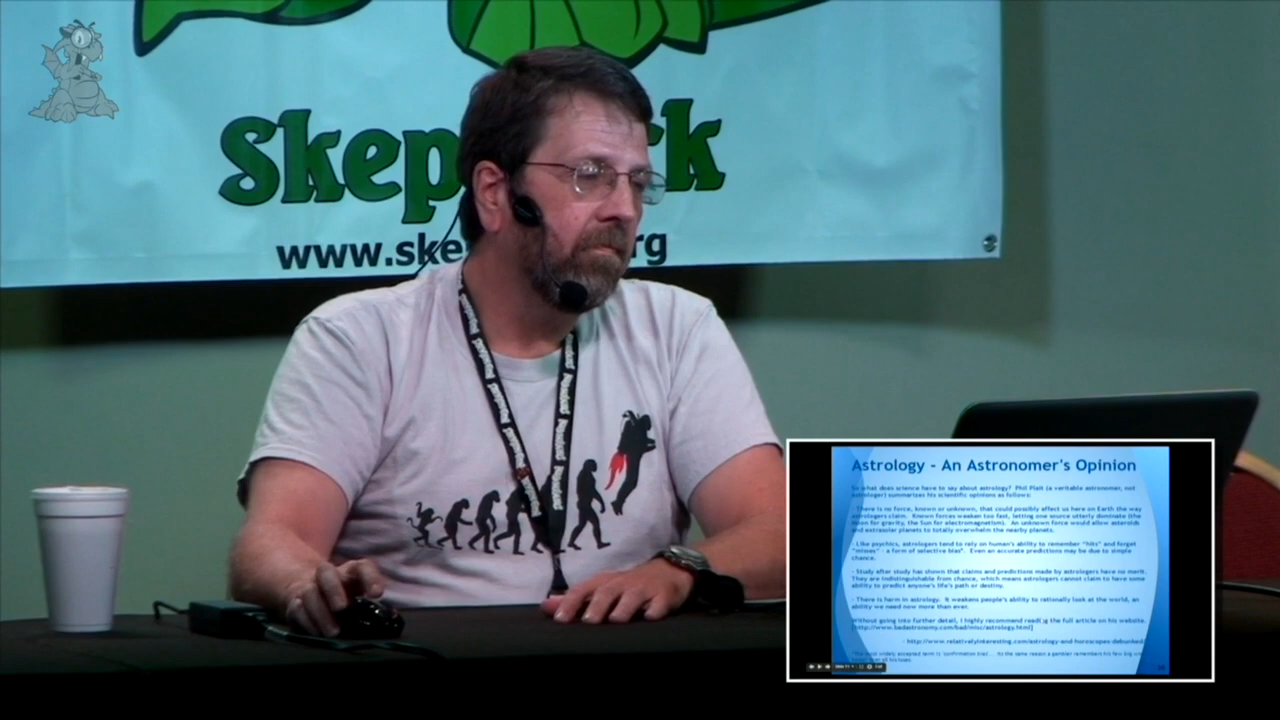 Skep rk
www.ske rg
Astrology - An Astronomer's Opinion
So what does science have to say about astrology? Phil Plait (a veritable astronomer, not
astrologer) summarizes his scientific opinions as follows:
- There is no force, known or unknown, that could possibly affect us here on Earth the way
astrologers claim. Known forces weaken too fast, letting one source utterly dominate (the
Moon for gravity, the Sun for electromagnetism). An unknown force would allow asteroids
and extrasolar planets to totally overwhelm the nearby planets.
- Like psychics, astrologers tend to rely on human's ability to remember "hits" and forget
"misses" - a form of selective bias*. Even an accurate predictions may be due to simple
chance.
- Study after study has shown that claims and predictions made by astrologers have no merit.
They are indistinguishable from chance, which means astrologers cannot claim to have some
ability to predict anyone's life's path or destiny.
- There is harm in astrology. It weakens people's ability to rationally look at the world, an
ability we need now more than ever.
Without going into further detail, I highly recommend reading the full article on his website.
[http://www.badastronomy.com/bad/misc/astrology.html]
- http://www.relativelyinteresting.com/astrology-and-horoscopes-debunked/